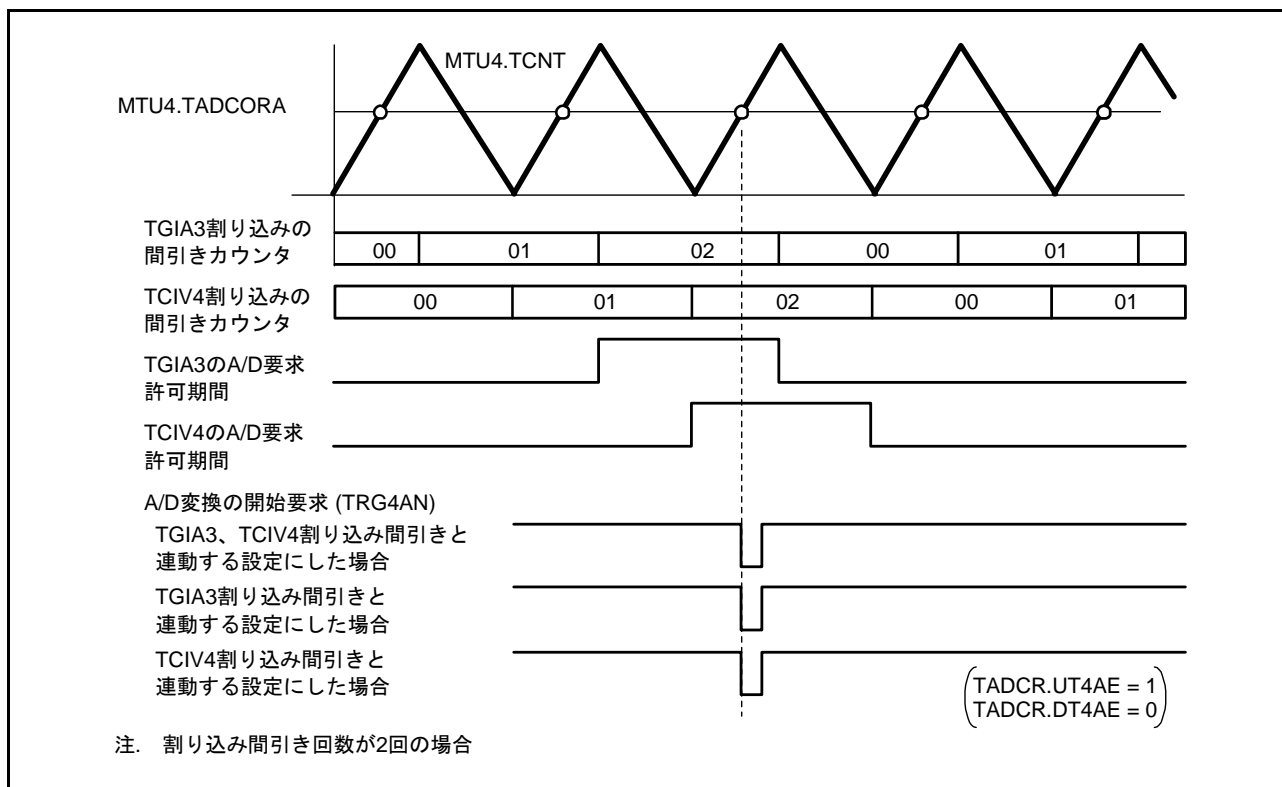 MTU4.TCNT
MTU4.TADCORA
TGIA3割り込みの
間引きカウンタ
00 01 02 00 01
TCIV4割り込みの
間引きカウンタ
00 01 02 00 01
TGIA3のA/D要求
許可期間
TCIV4のA/D要求
許可期間
A/D変換の開始要求 (TRG4AN)
TGIA3、TCIV4割り込み間引きと
連動する設定にした場合
TGIA3割り込み間引きと
連動する設定にした場合
TCIV4割り込み間引きと
連動する設定にした場合
TADCR.UT4AE = 1
TADCR.DT4AE = 0
注. 割り込み間引き回数が2回の場合